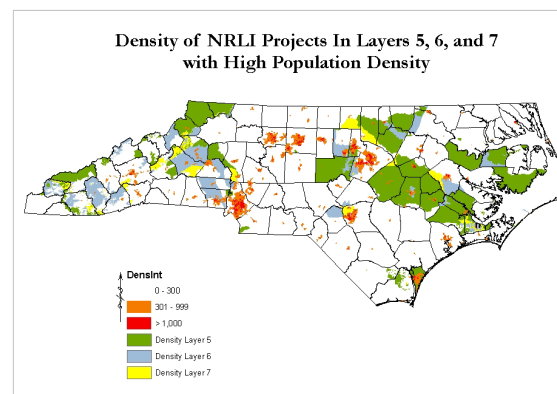 Density of NRLI Projects In Layers 5, 6, and 7
with High Population Density
DensInt
0 - 300
301 - 999
> 1,000
Density Layer 5
Density Layer 6
Density Layer 7